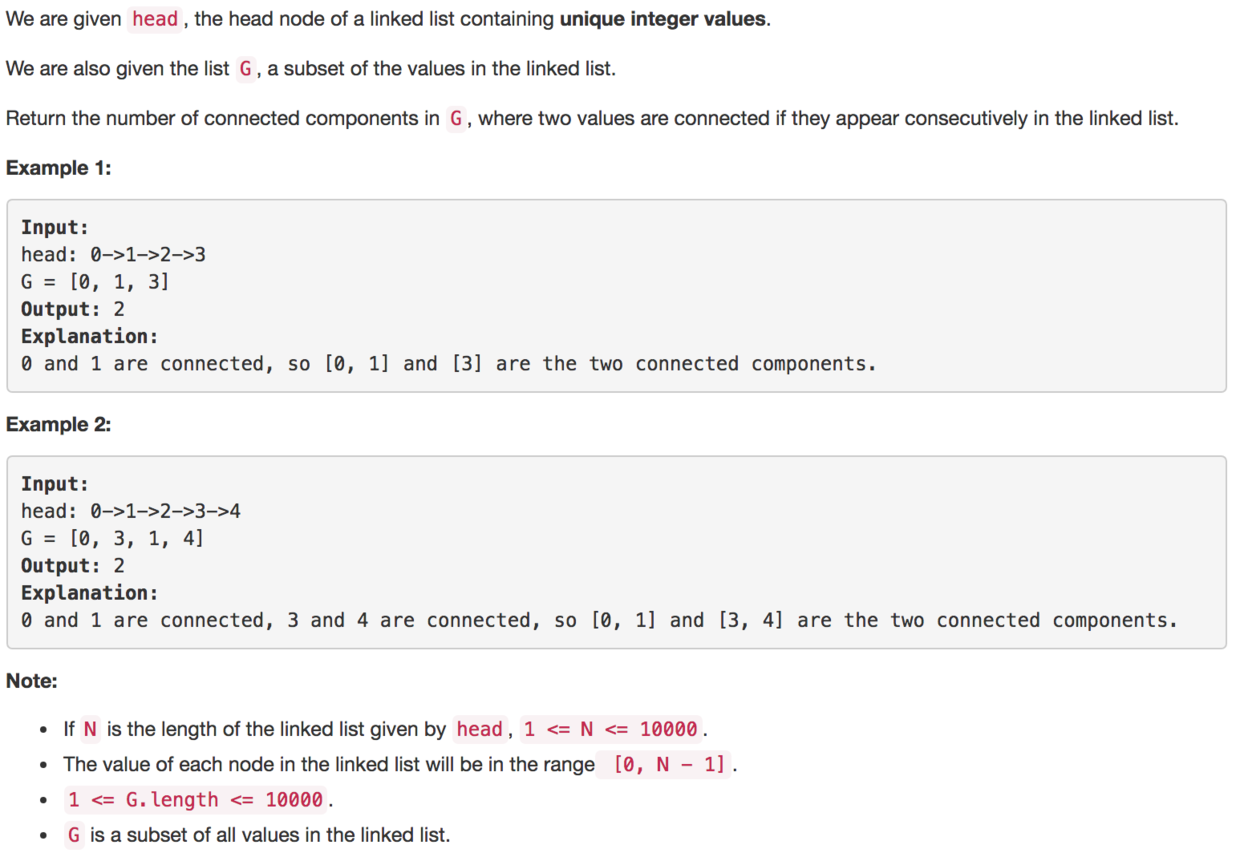 We are given head, the head node of a linked list containing unique integer values.
We are also given the list G, a subset of the values in the linked list.
Return the number of connected components in G, where two values are connected if they appear consecutively in the linked list.
Example 1:
Input:
head: 0->1->2->3
G = [0, 1, 3]
Output: 2
Explanation:
0 and 1 are connected, so [0, 1] and [3] are the two connected components.
Example 2:
Input:
head: 0->1->2->3->4
G = [0, 3, 1, 4]
Output: 2
Explanation:
0 and 1 are connected, 3 and 4 are connected, so [0, 1] and [3, 4] are the two connected components.
Note:
• If N is the length of the linked list given by head, 1 <= N <= 10000.
• The value of each node in the linked list will be in the range [0, N - 1].
• 1 <= G.length <= 10000.
• G is a subset of all values in the linked list.